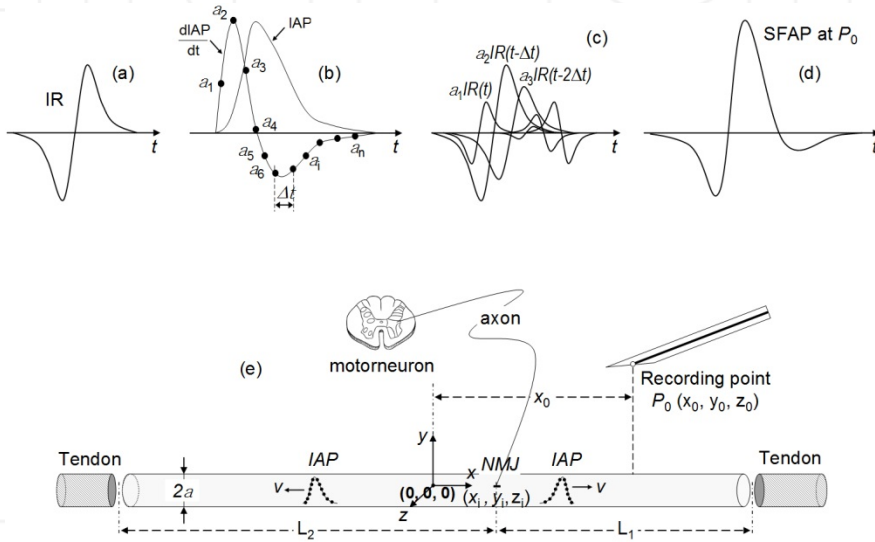 (a)
IR
t
a₂
dIAP
dt
IAP
(b)
a₁
a₃
a₄
a₅
a₆
aᵢ
aₙ
Δt
t
(c)
a₂IR(t-Δt)
a₁IR(t)
a₃IR(t-2Δt)
t
SFAP at P₀
(d)
t
(e)
motorneuron
axon
Recording point
P₀ (x₀, y₀, z₀)
x₀
Tendon
IAP
y
x
NMJ
IAP
Tendon
2a
v
(0, 0, 0)
(xᵢ, yᵢ, zᵢ)
v
z
L₂
L₁